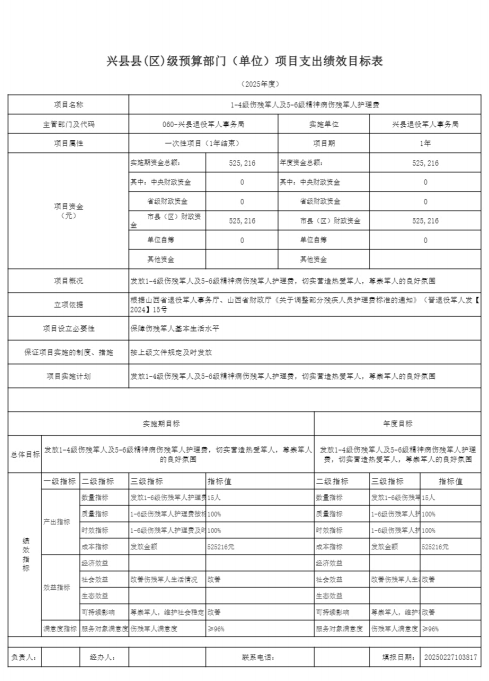 兴县县(区)级预算部门（单位）项目支出绩效目标表
（2025年度）
项目名称 1-4级伤残军人及5-6级精神病伤残军人护理费
主管部门及代码 060-兴县退役军人事务局 实施单位 兴县退役军人事务局
项目属性 一次性项目（1年结束） 项目期 1年
项目资金（元） 实施期资金总额: 525,216 年度资金总额: 525,216
其中: 中央财政资金 0 其中: 中央财政资金 0
省级财政资金 0 省级财政资金 0
市县（区）财政资金 525,216 市县（区）财政资金 525,216
单位自筹 0 单位自筹 0
其他资金 其他资金
项目概况 发放1-4级伤残军人及5-6级精神病伤残军人护理费，切实营造热爱军人，尊崇军人的良好氛围
立项依据 根据山西省退役军人事务厅、山西省财政厅《关于调整部分残疾人员护理费标准的通知》（晋退役军人发【2024】15号
项目设立必要性 保障伤残军人基本生活水平
保证项目实施的制度、措施 按上级文件规定及时发放
项目实施计划 发放1-4级伤残军人及5-6级精神病伤残军人护理费，切实营造热爱军人，尊崇军人的良好氛围
实施期目标 年度目标
总体目标 发放1-4级伤残军人及5-6级精神病伤残军人护理费，切实营造热爱军人，尊崇军人的良好氛围 发放1-4级伤残军人及5-6级精神病伤残军人护理费，切实营造热爱军人，尊崇军人的良好氛围
绩效指标 一级指标 二级指标 三级指标 指标值 二级指标 三级指标 指标值
产出指标 数量指标 发放1-6级伤残军人护理费 15人 数量指标 发放1-6级伤残军 15人
质量指标 1-6级伤残军人护理费按标 100% 质量指标 1-6级伤残军人护 100%
时效指标 1-6级伤残军人护理费及时 100% 时效指标 1-6级伤残军人护 100%
成本指标 发放金额 525216元 成本指标 发放金额 525216元
效益指标 经济效益 经济效益
社会效益 改善伤残军人生活情况 改善 社会效益 改善伤残军人生 改善
生态效益 生态效益
可持续影响 尊崇军人，维护社会稳定 改善 可持续影响 尊崇军人，维护 改善
满意度指标 服务对象满意度 伤残军人满意度 ≥96% 服务对象满意度 伤残军人满意度 ≥96%
负责人: 经办人: 联系电话: 填报日期: 20250227103817